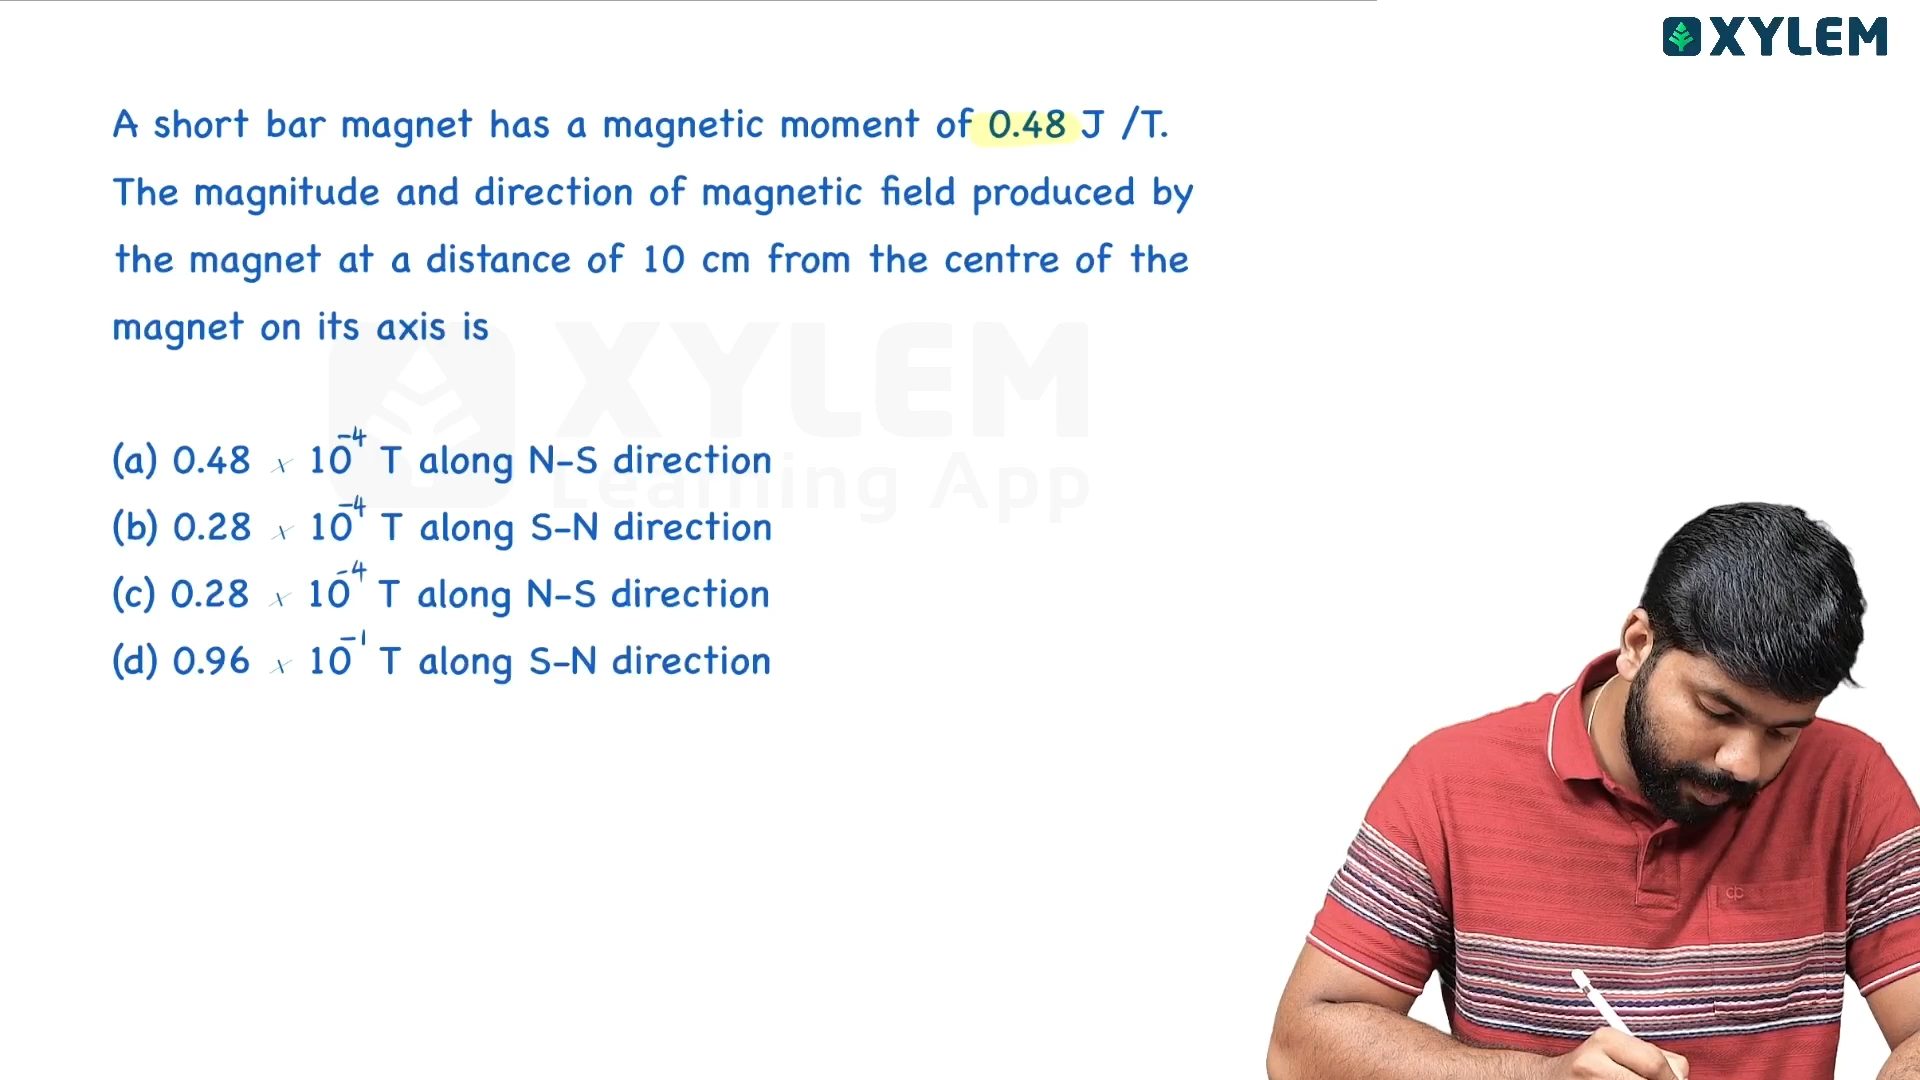 XYLEM
A short bar magnet has a magnetic moment of 0.48 J /T.
The magnitude and direction of magnetic field produced by
the magnet at a distance of 10 cm from the centre of the
magnet on its axis is
XYLEM
Learning App
(a) 0.48 × 10⁻⁴ T along N-S direction
(b) 0.28 × 10⁻⁴ T along S-N direction
(c) 0.28 × 10⁻⁴ T along N-S direction
(d) 0.96 × 10⁻¹ T along S-N direction